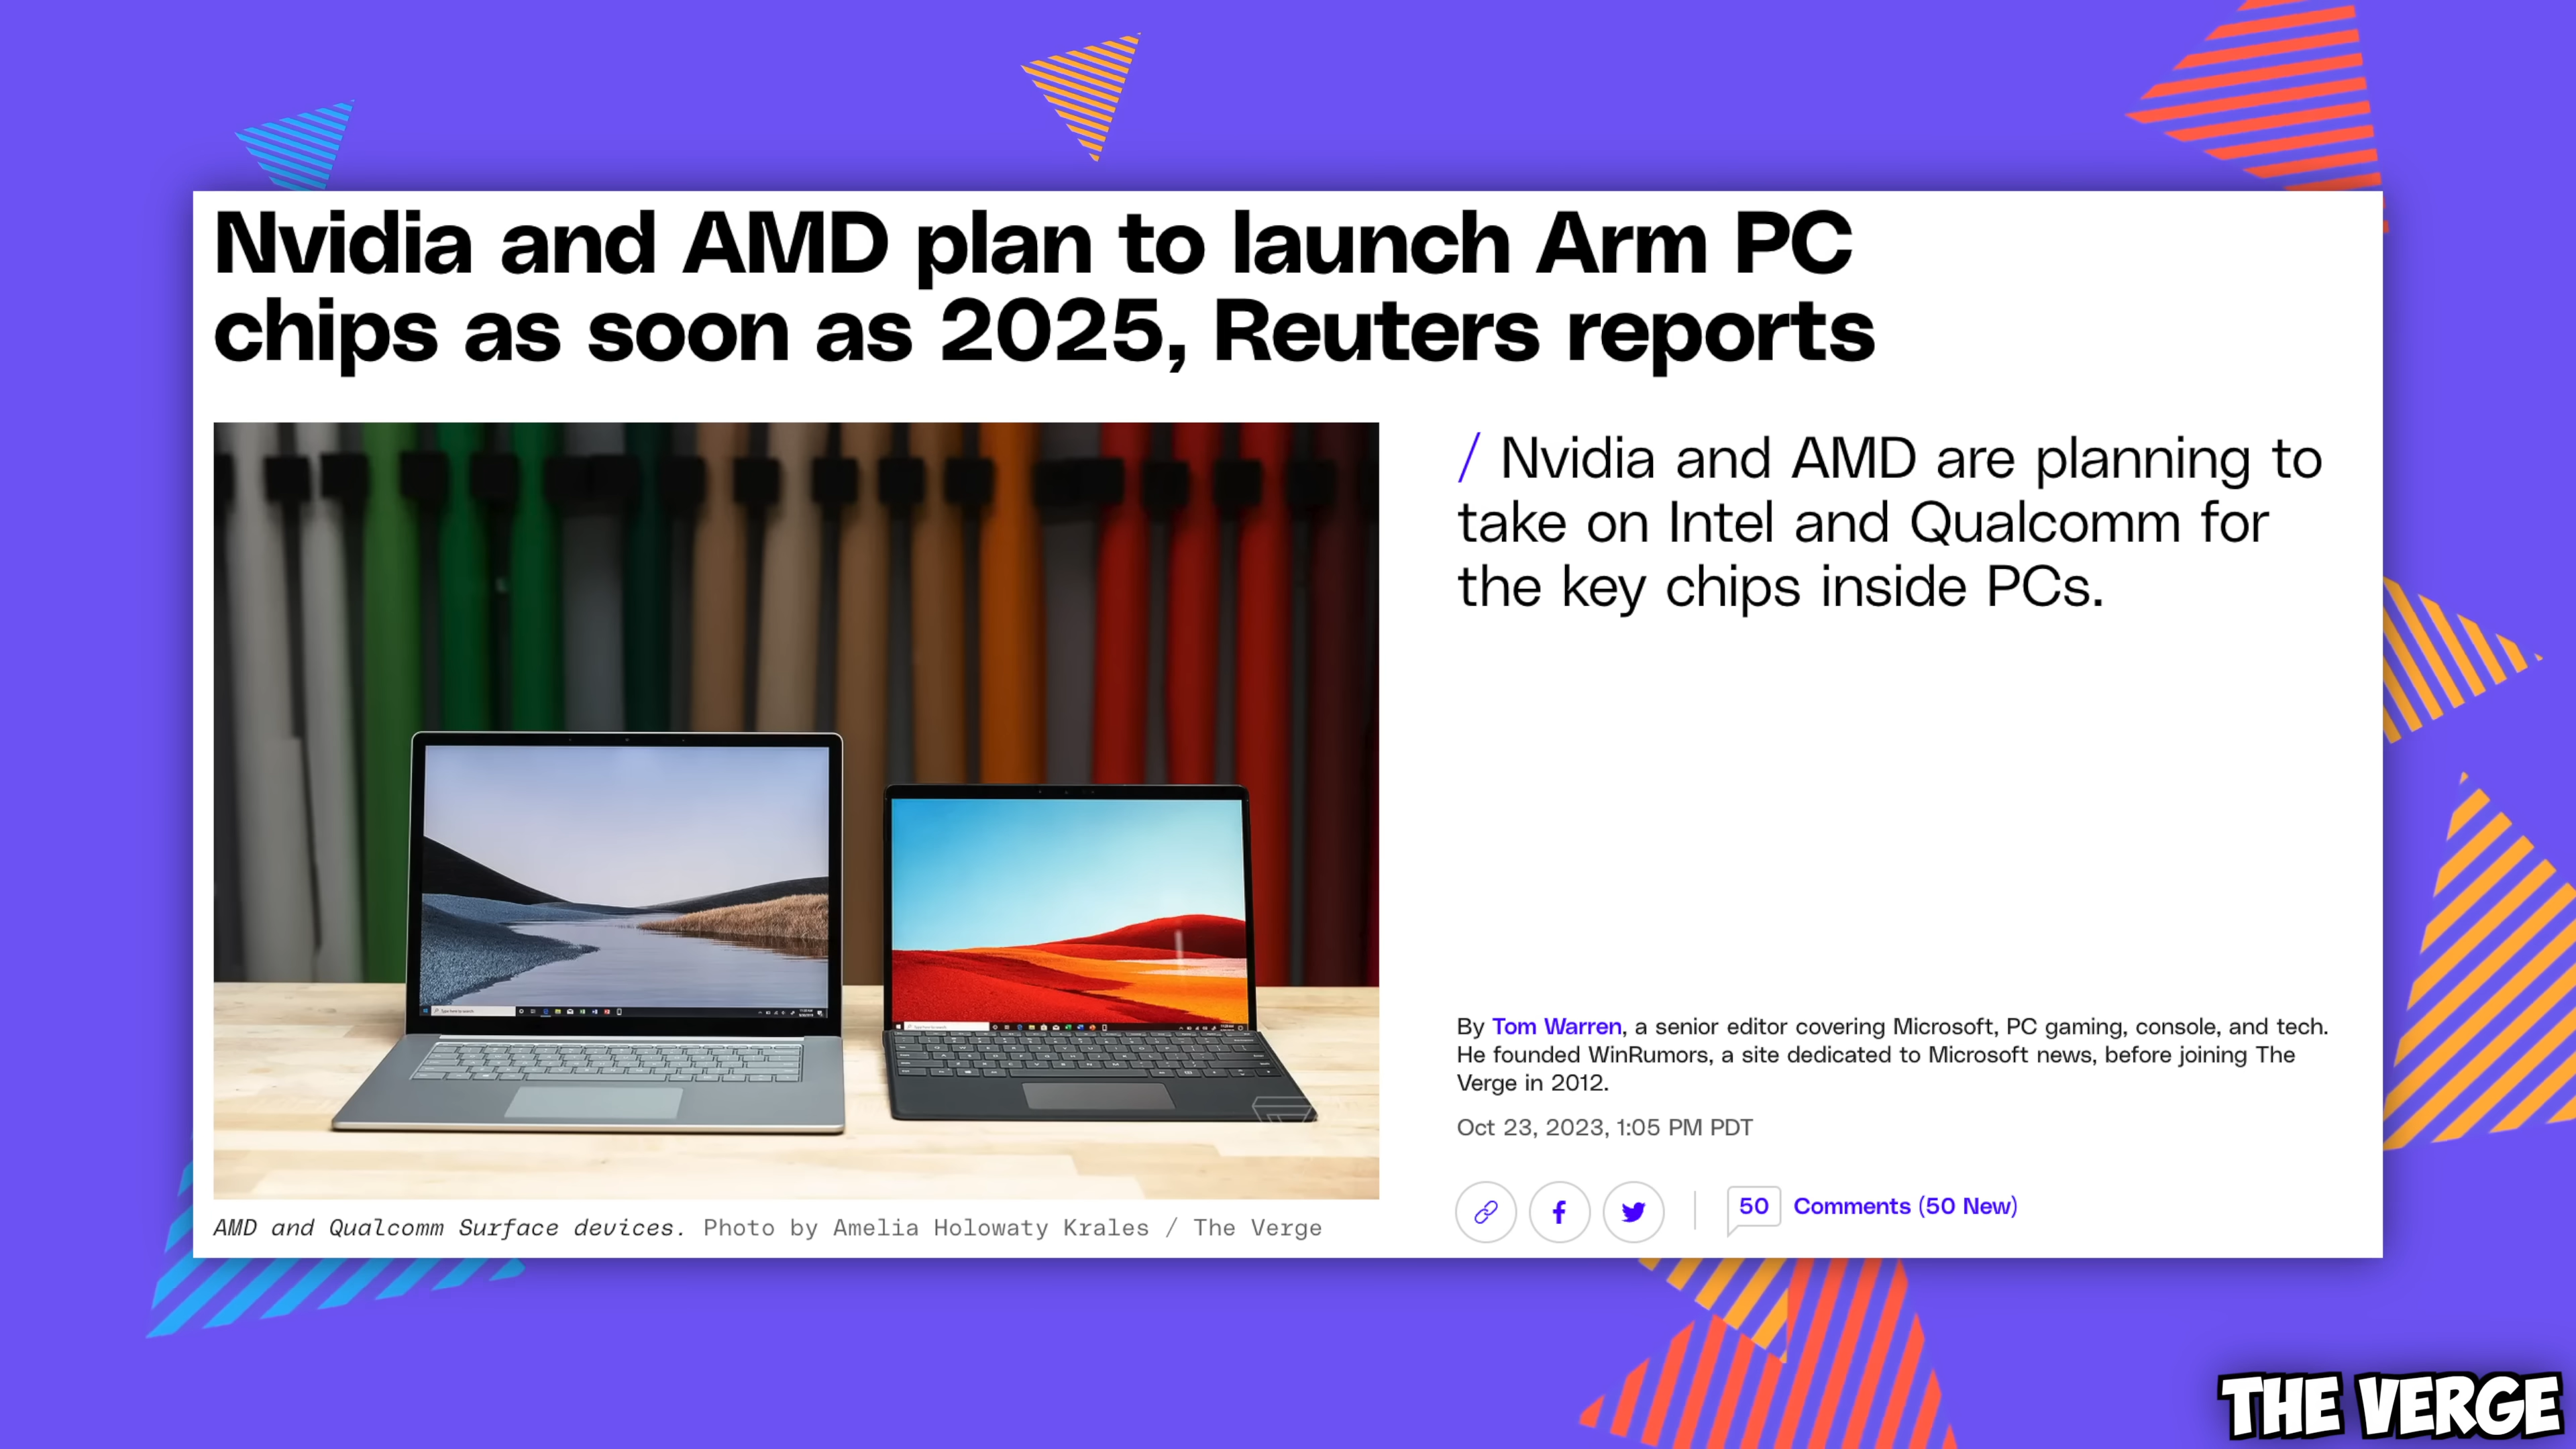 Nvidia and AMD plan to launch Arm PC
chips as soon as 2025, Reuters reports
/ Nvidia and AMD are planning to
take on Intel and Qualcomm for
the key chips inside PCs.
By Tom Warren, a senior editor covering Microsoft, PC gaming, console, and tech.
He founded WinRumors, a site dedicated to Microsoft news, before joining The
Verge in 2012.
Oct 23, 2023, 1:05 PM PDT
50 Comments (50 New)
AMD and Qualcomm Surface devices. Photo by Amelia Holowaty Krales / The Verge
THE VERGE